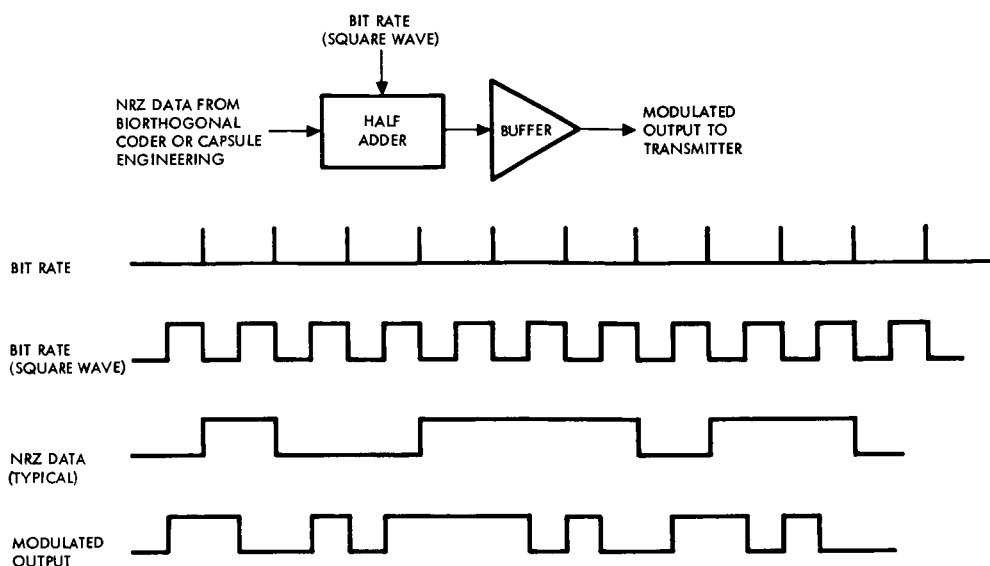 BIT RATE
(SQUARE WAVE)
NRZ DATA FROM
BIORTHOGONAL
CODER OR CAPSULE
ENGINEERING
HALF
ADDER
BUFFER
MODULATED
OUTPUT TO
TRANSMITTER
BIT RATE
BIT RATE
(SQUARE WAVE)
NRZ DATA
(TYPICAL)
MODULATED
OUTPUT